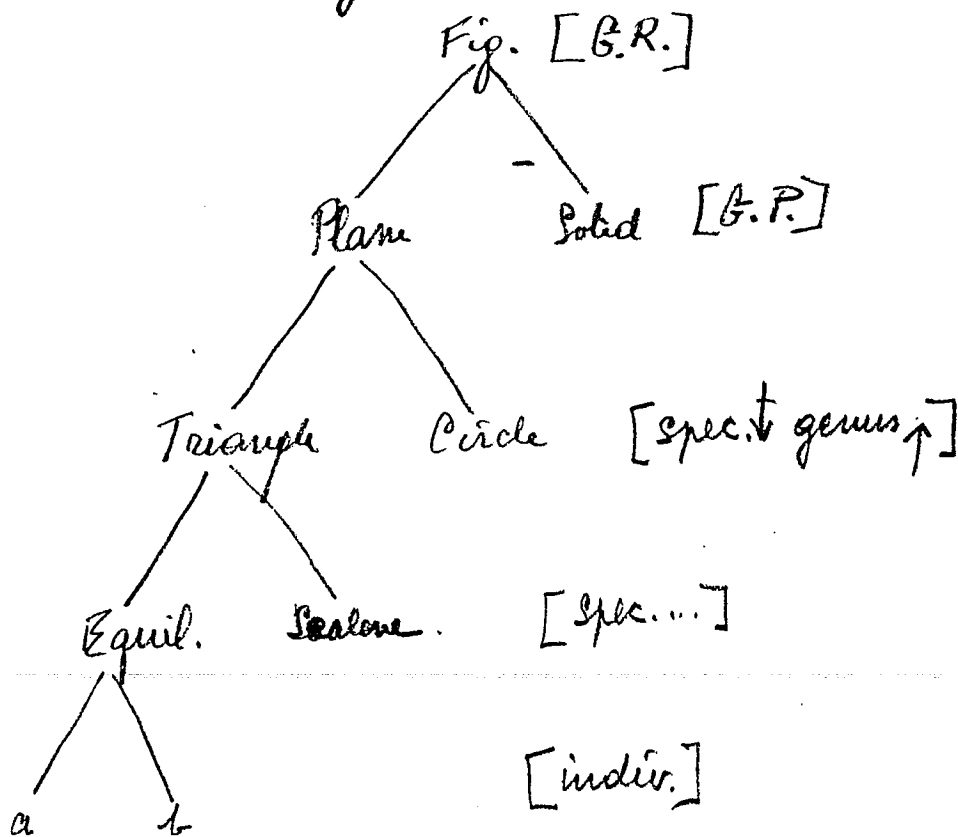 Fig. [G.R.]
Plane Solid [G.P.]
Triangle Circle [spec.↓ genus↑]
Equil. Scalene. [spec....]
[indiv.]
a b